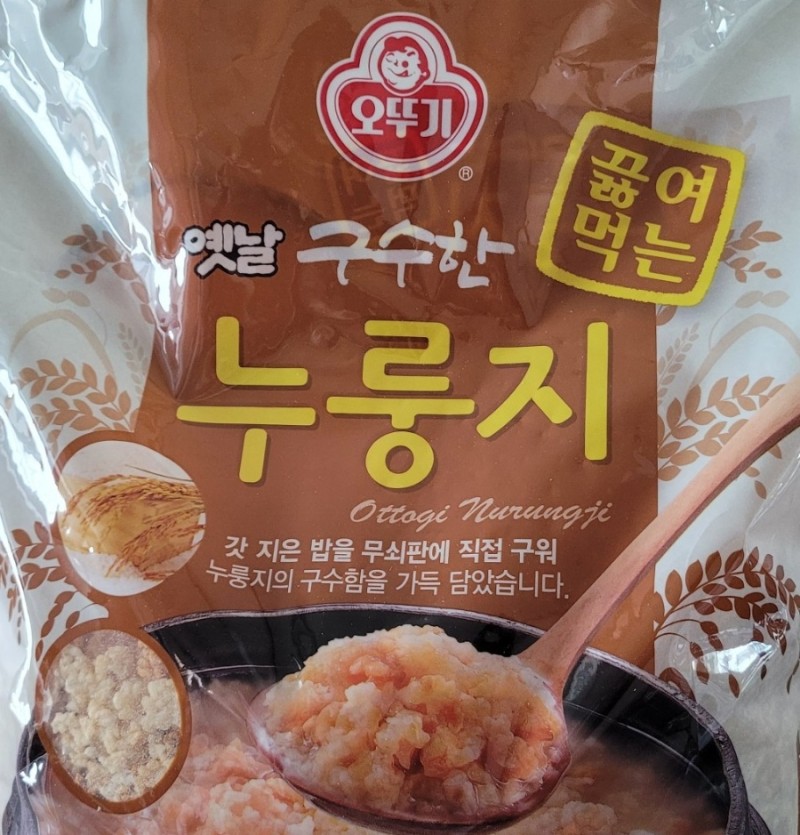 오뚜기
®
끓여
먹는
옛날 구수한
누룽지
Ottogi Nurungji
갓 지은 밥을 무쇠판에 직접 구워
누룽지의 구수함을 가득 담았습니다.